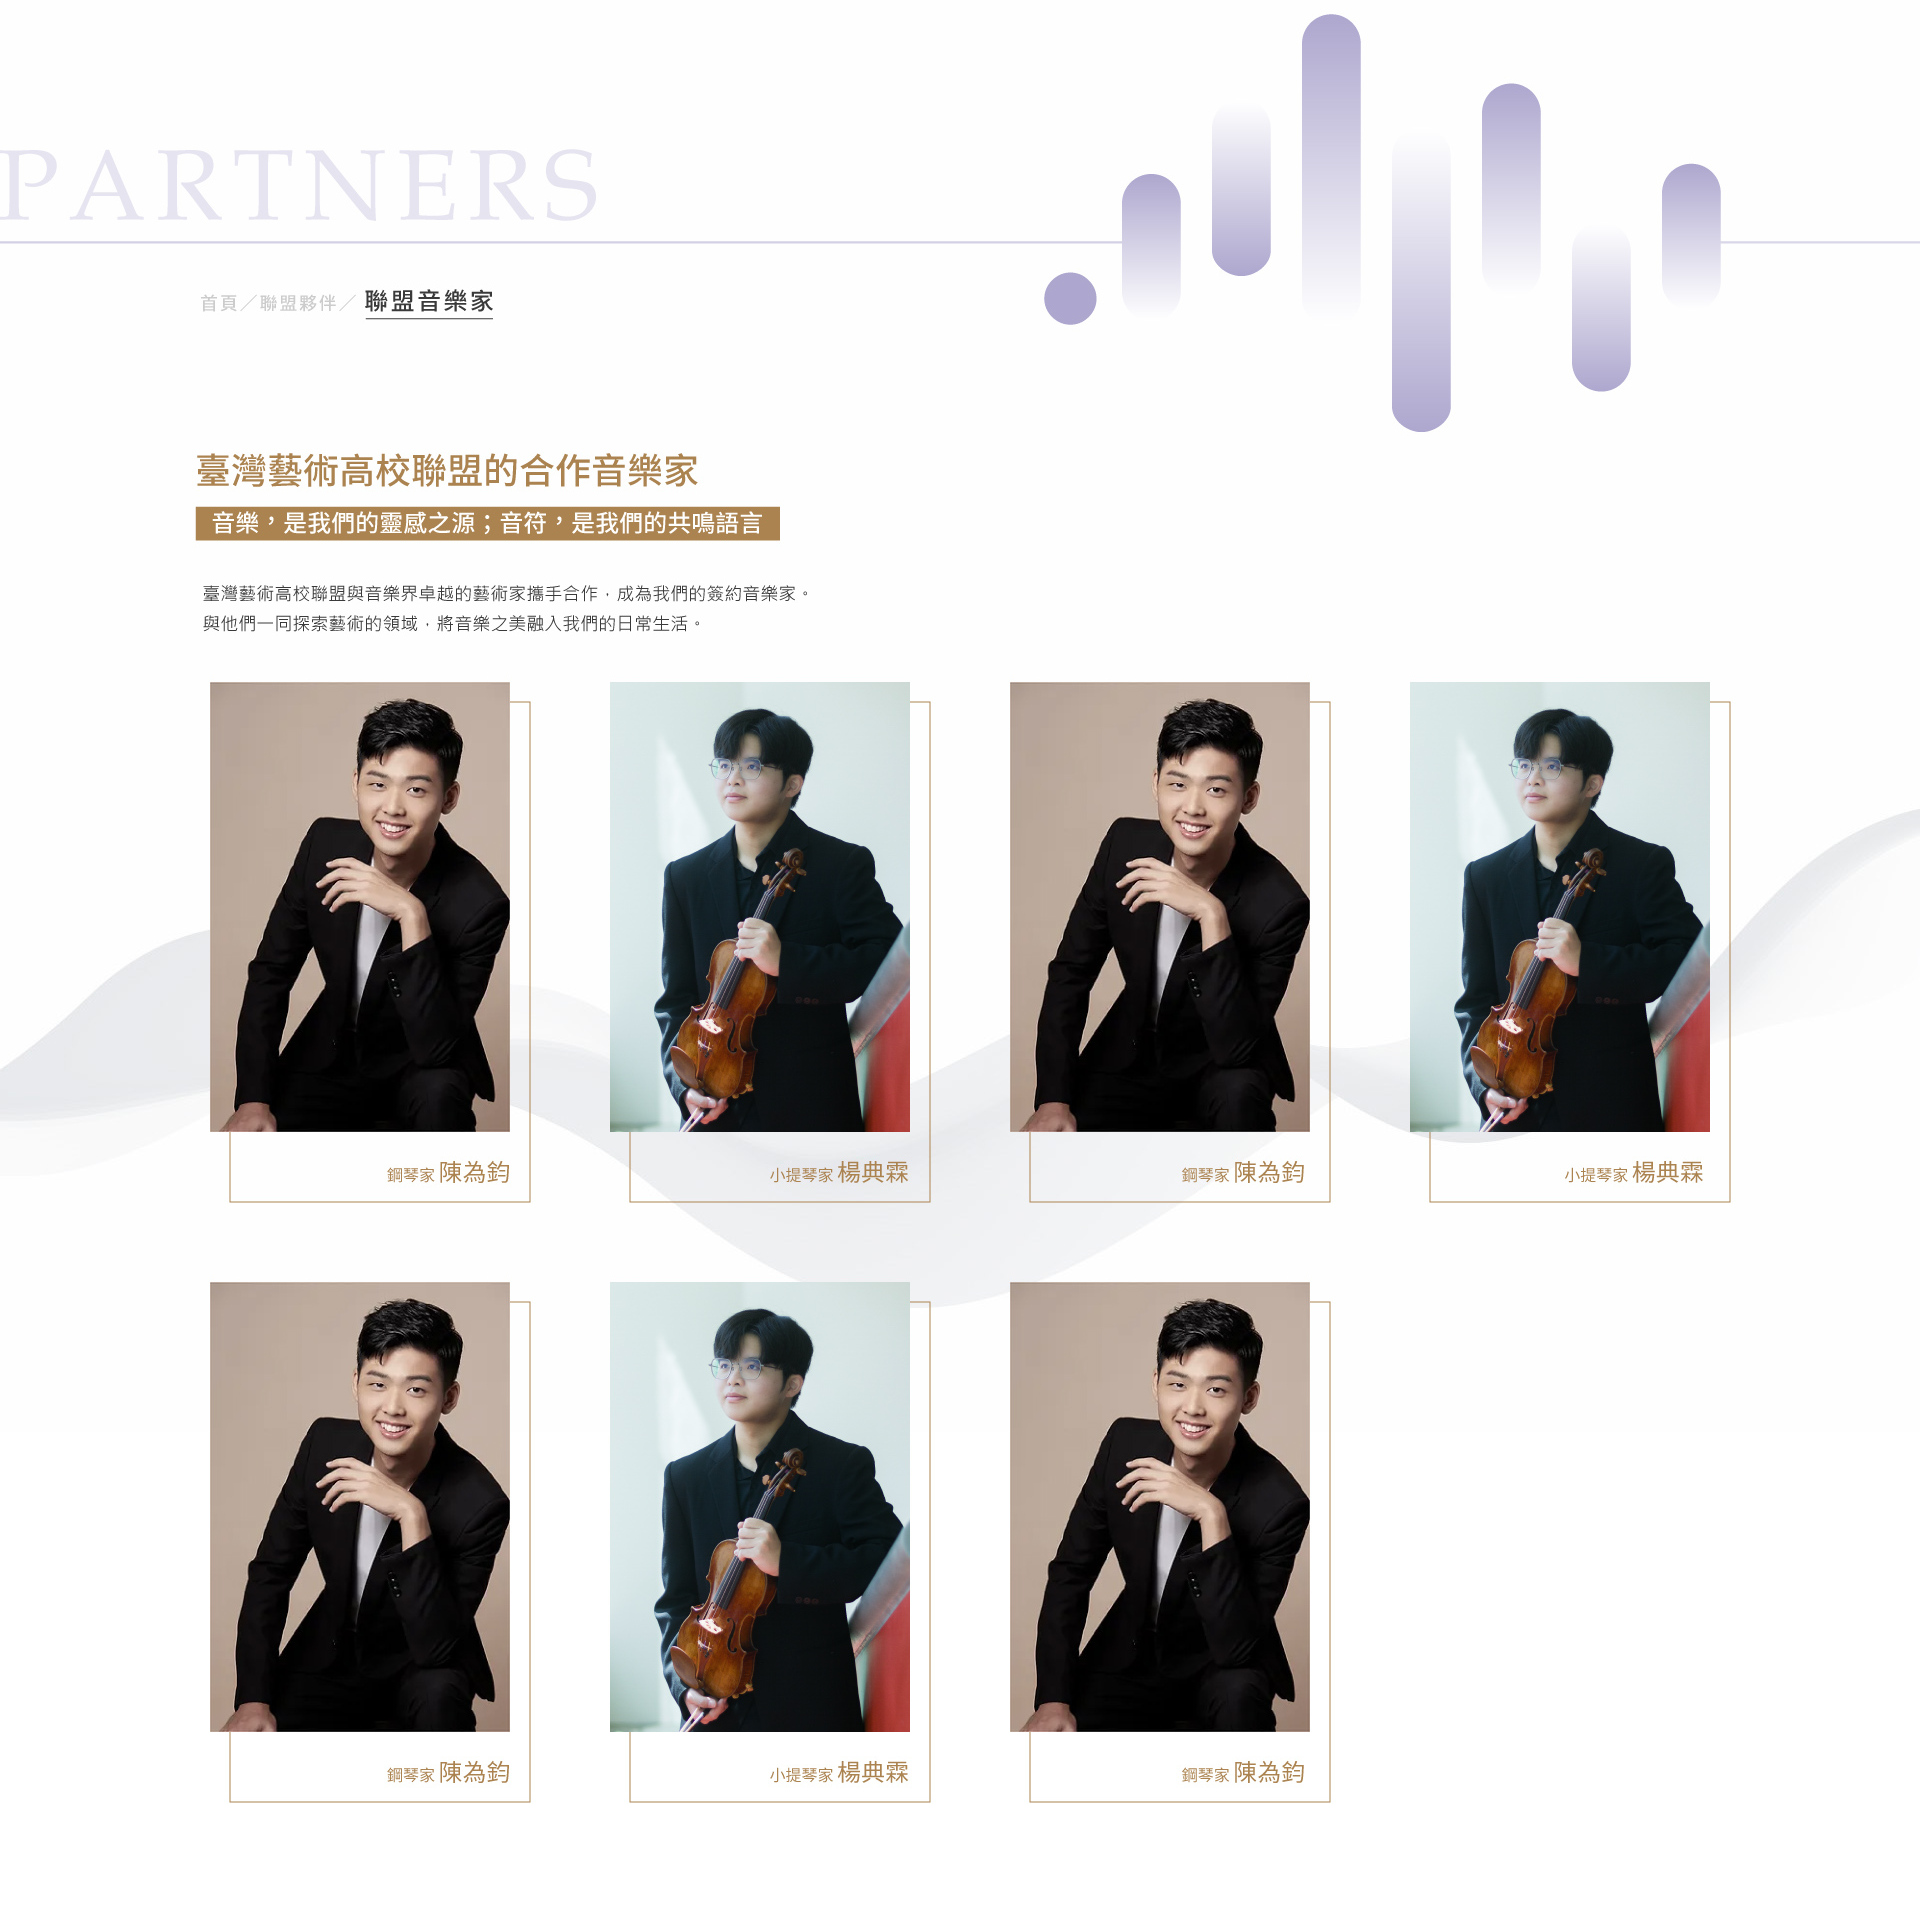 PARTNERS
首頁／聯盟夥伴／ 聯盟音樂家
臺灣藝術高校聯盟的合作音樂家
音樂，是我們的靈感之源；音符，是我們的共鳴語言
臺灣藝術高校聯盟與音樂界卓越的藝術家攜手合作，成為我們的簽約音樂家。
與他們一同探索藝術的領域，將音樂之美融入我們的日常生活。
鋼琴家 陳為鈞
小提琴家 楊典霖
鋼琴家 陳為鈞
小提琴家 楊典霖
鋼琴家 陳為鈞
小提琴家 楊典霖
鋼琴家 陳為鈞